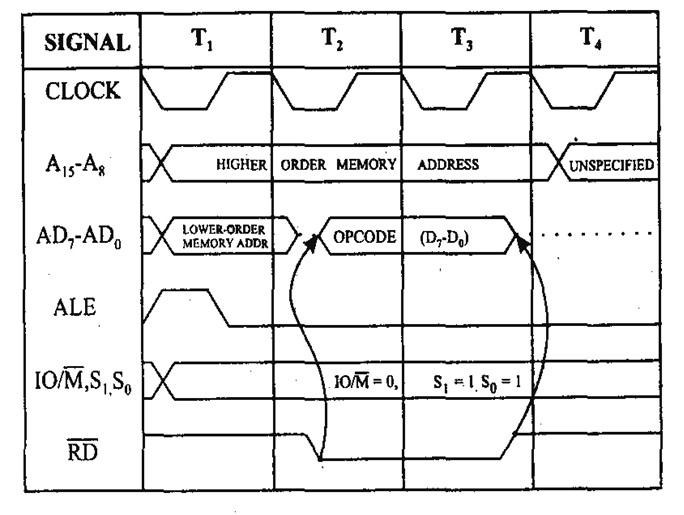 SIGNAL T₁ T₂ T₃ T₄
CLOCK
A₁₅-A₈ HIGHER ORDER MEMORY ADDRESS UNSPECIFIED
AD₇-AD₀ LOWER-ORDER MEMORY ADDR OPCODE (D₇-D₀)
ALE
IO/M̅,S₁,S₀ IO/M̅ = 0, S₁ = 1, S₀ = 1
R̅D̅